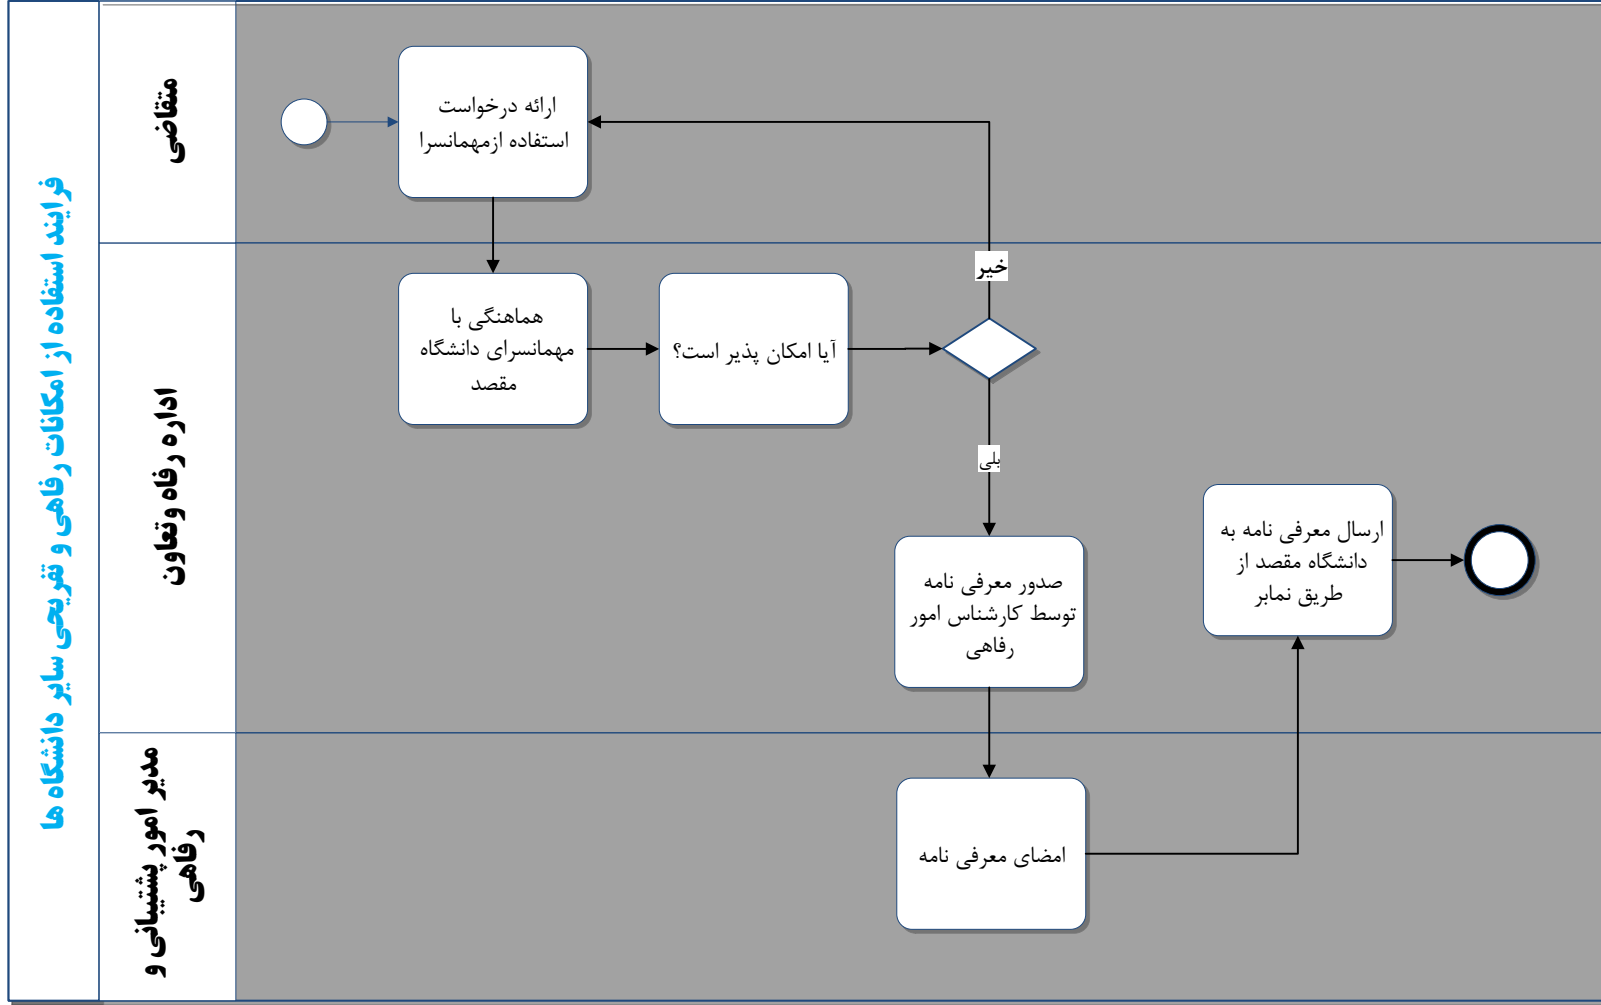 فرایند استفاده از امکانات رفاهی و تفریحی سایر دانشگاه ها
متقاضی
ارائه درخواست
استفاده ازمهمانسرا
اداره رفاه وتعاون
هماهنگی با
مهمانسرای دانشگاه
مقصد
آیا امکان پذیر است؟
خیر
بلی
صدور معرفی نامه
توسط کارشناس امور
رفاهی
ارسال معرفی نامه به
دانشگاه مقصد از
طریق نمابر
مدیر امور پشتیبانی و
رفاهی
امضای معرفی نامه